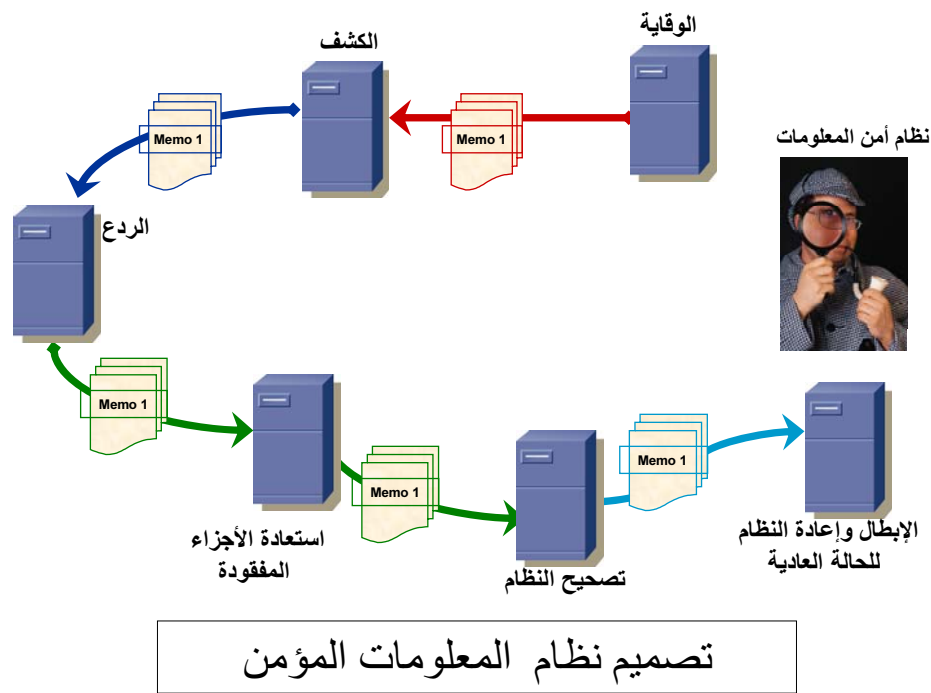 الوقاية
الكشف
نظام أمن المعلومات
Memo 1
Memo 1
الردع
Memo 1
Memo 1
Memo 1
استعادة الأجزاء
المفقودة
تصحيح النظام
الإبطال وإعادة النظام
للحالة العادية
تصميم نظام المعلومات المؤمن